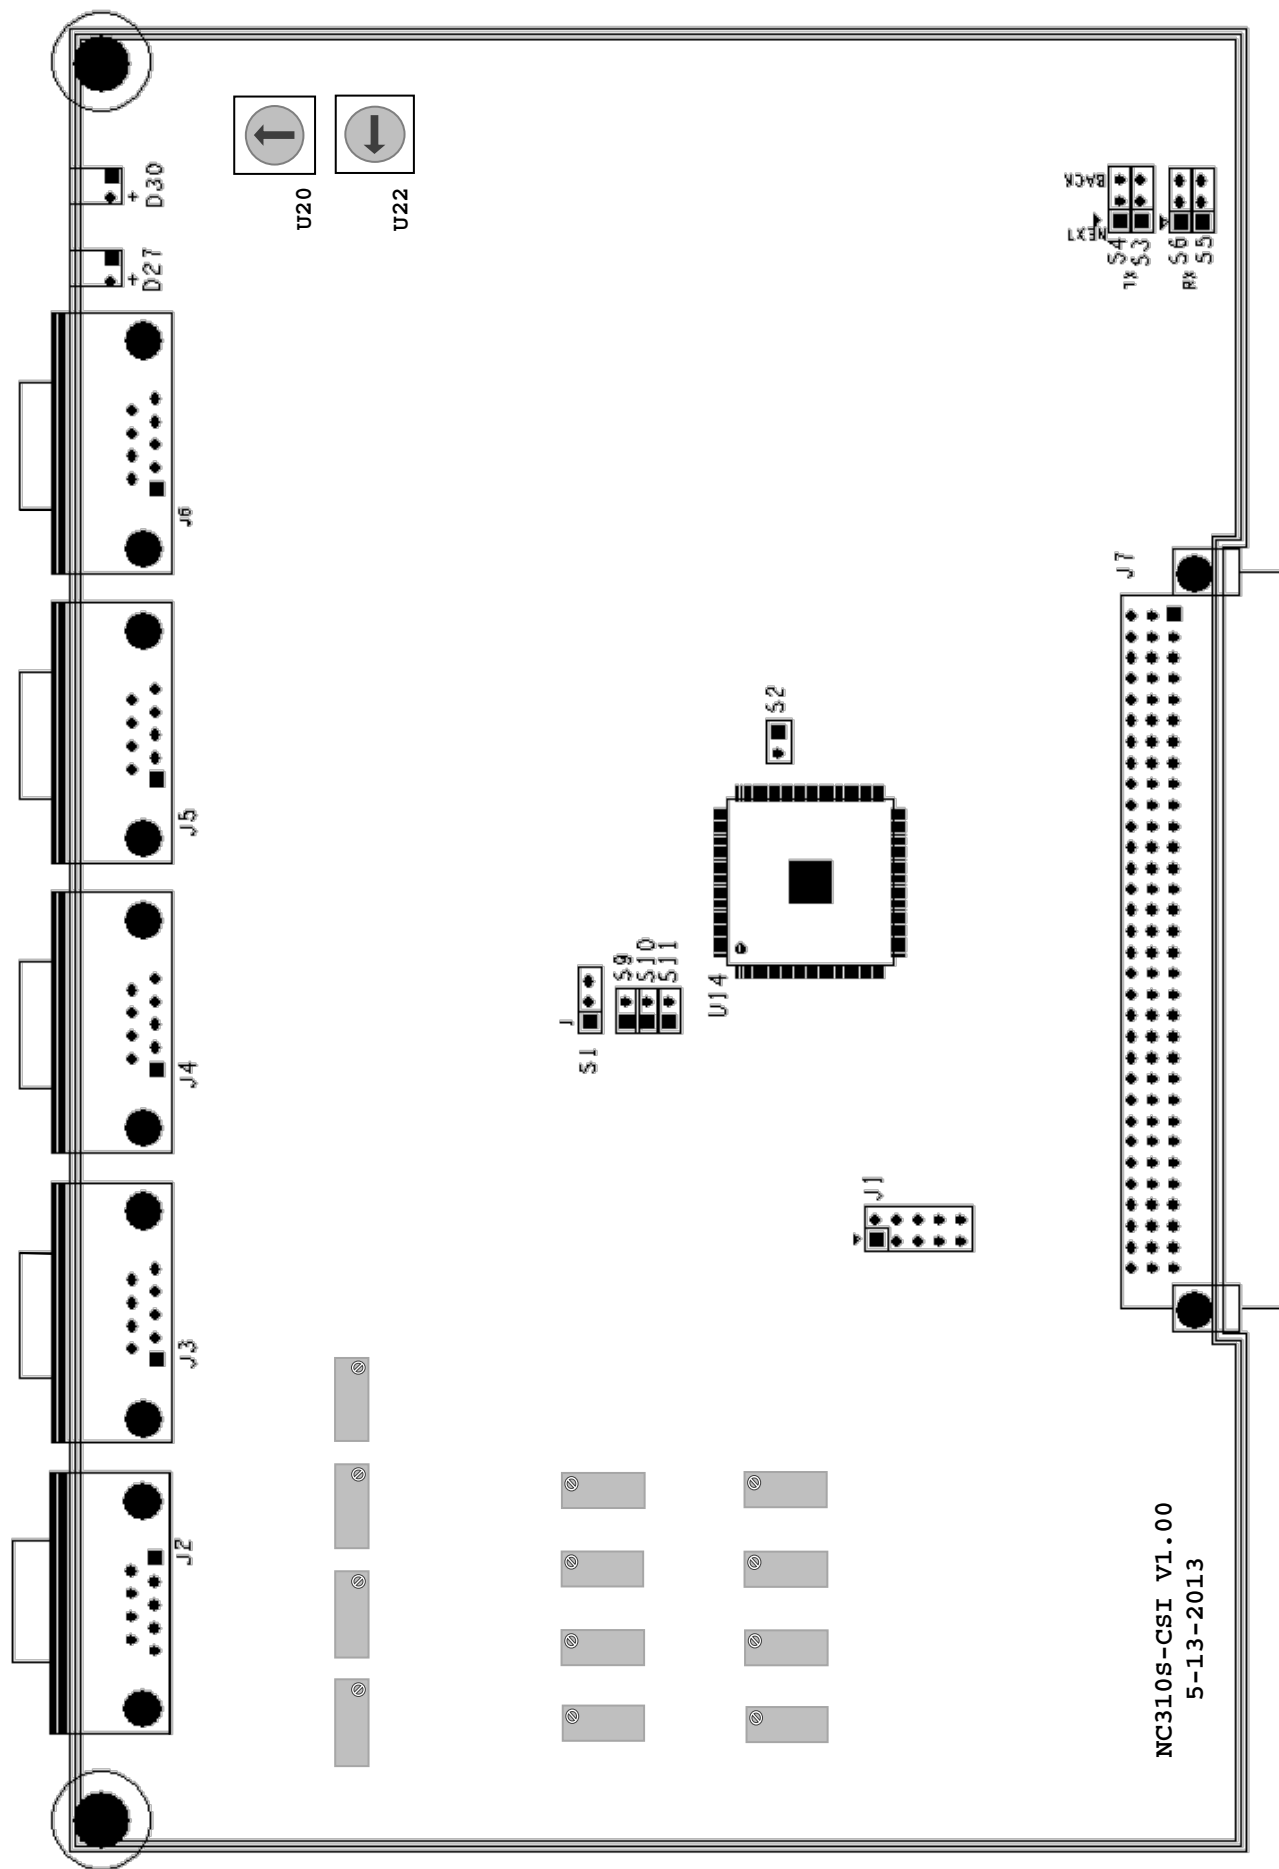 D30
+
D27
+
U20
U22
BACK
NEXT
S4
S3
TX
S6
S5
RX
J6
J7
S2
J5
S9
S10
S11
U14
S1
J4
J1
J3
J2
NC310S-CSI V1.00
5-13-2013